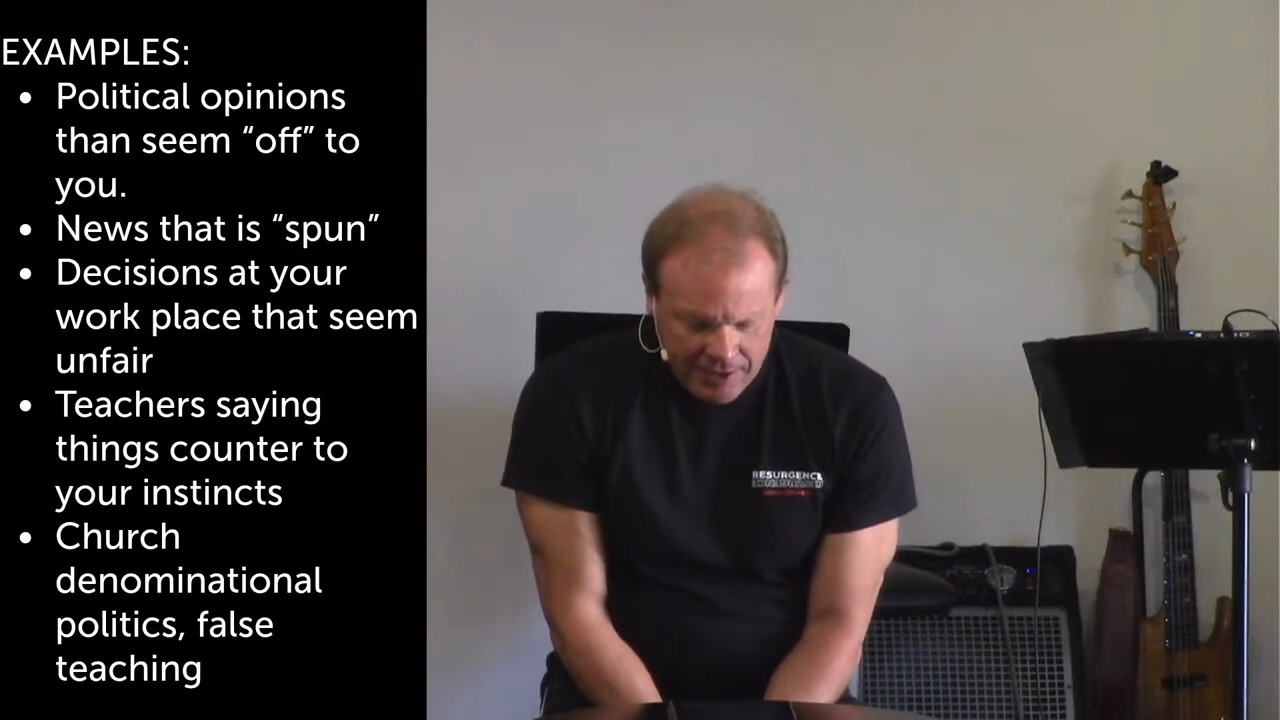 EXAMPLES:
• Political opinions
than seem “off” to
you.
• News that is “spun”
• Decisions at your
work place that seem
unfair
• Teachers saying
things counter to
your instincts
• Church
denominational
politics, false
teaching
RESURGENCE